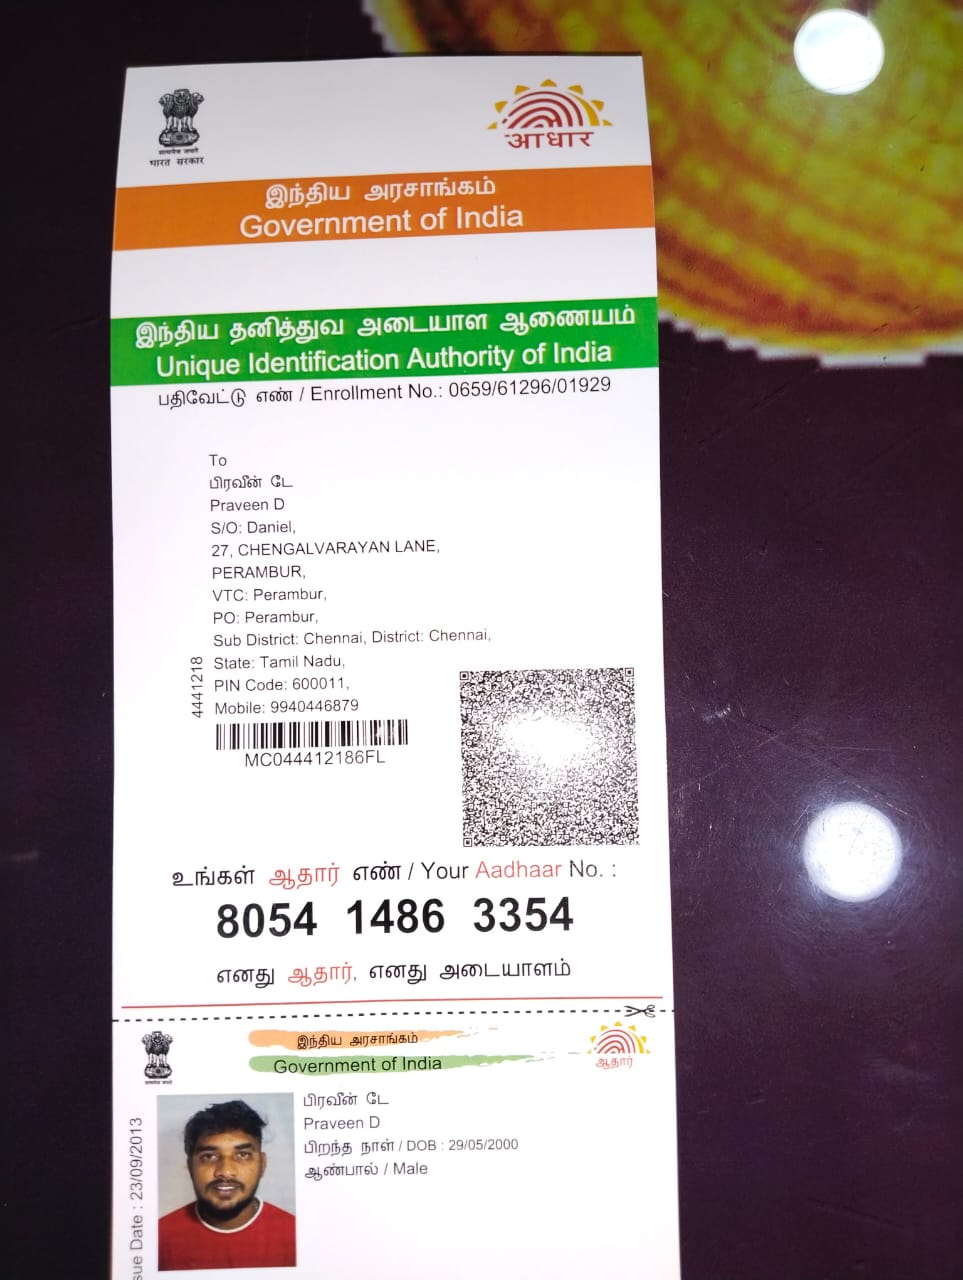 सत्यमेव जयते
भारत सरकार
आधार
இந்திய அரசாங்கம்
Government of India
இந்திய தனித்துவ அடையாள ஆணையம்
Unique Identification Authority of India
பதிவேட்டு எண் / Enrollment No.: 0659/61296/01929
To
பிரவீன் டே
Praveen D
S/O: Daniel,
27, CHENGALVARAYAN LANE,
PERAMBUR,
VTC: Perambur,
PO: Perambur,
Sub District: Chennai, District: Chennai,
State: Tamil Nadu,
PIN Code: 600011,
Mobile: 9940446879
4441218
MC044412186FL
உங்கள் ஆதார் எண் / Your Aadhaar No. :
8054 1486 3354
எனது ஆதார், எனது அடையாளம்
இந்திய அரசாங்கம்
Government of India
ஆதார்
பிரவீன் டே
Praveen D
பிறந்த நாள் / DOB : 29/05/2000
ஆண்பால் / Male
sue Date : 23/09/2013